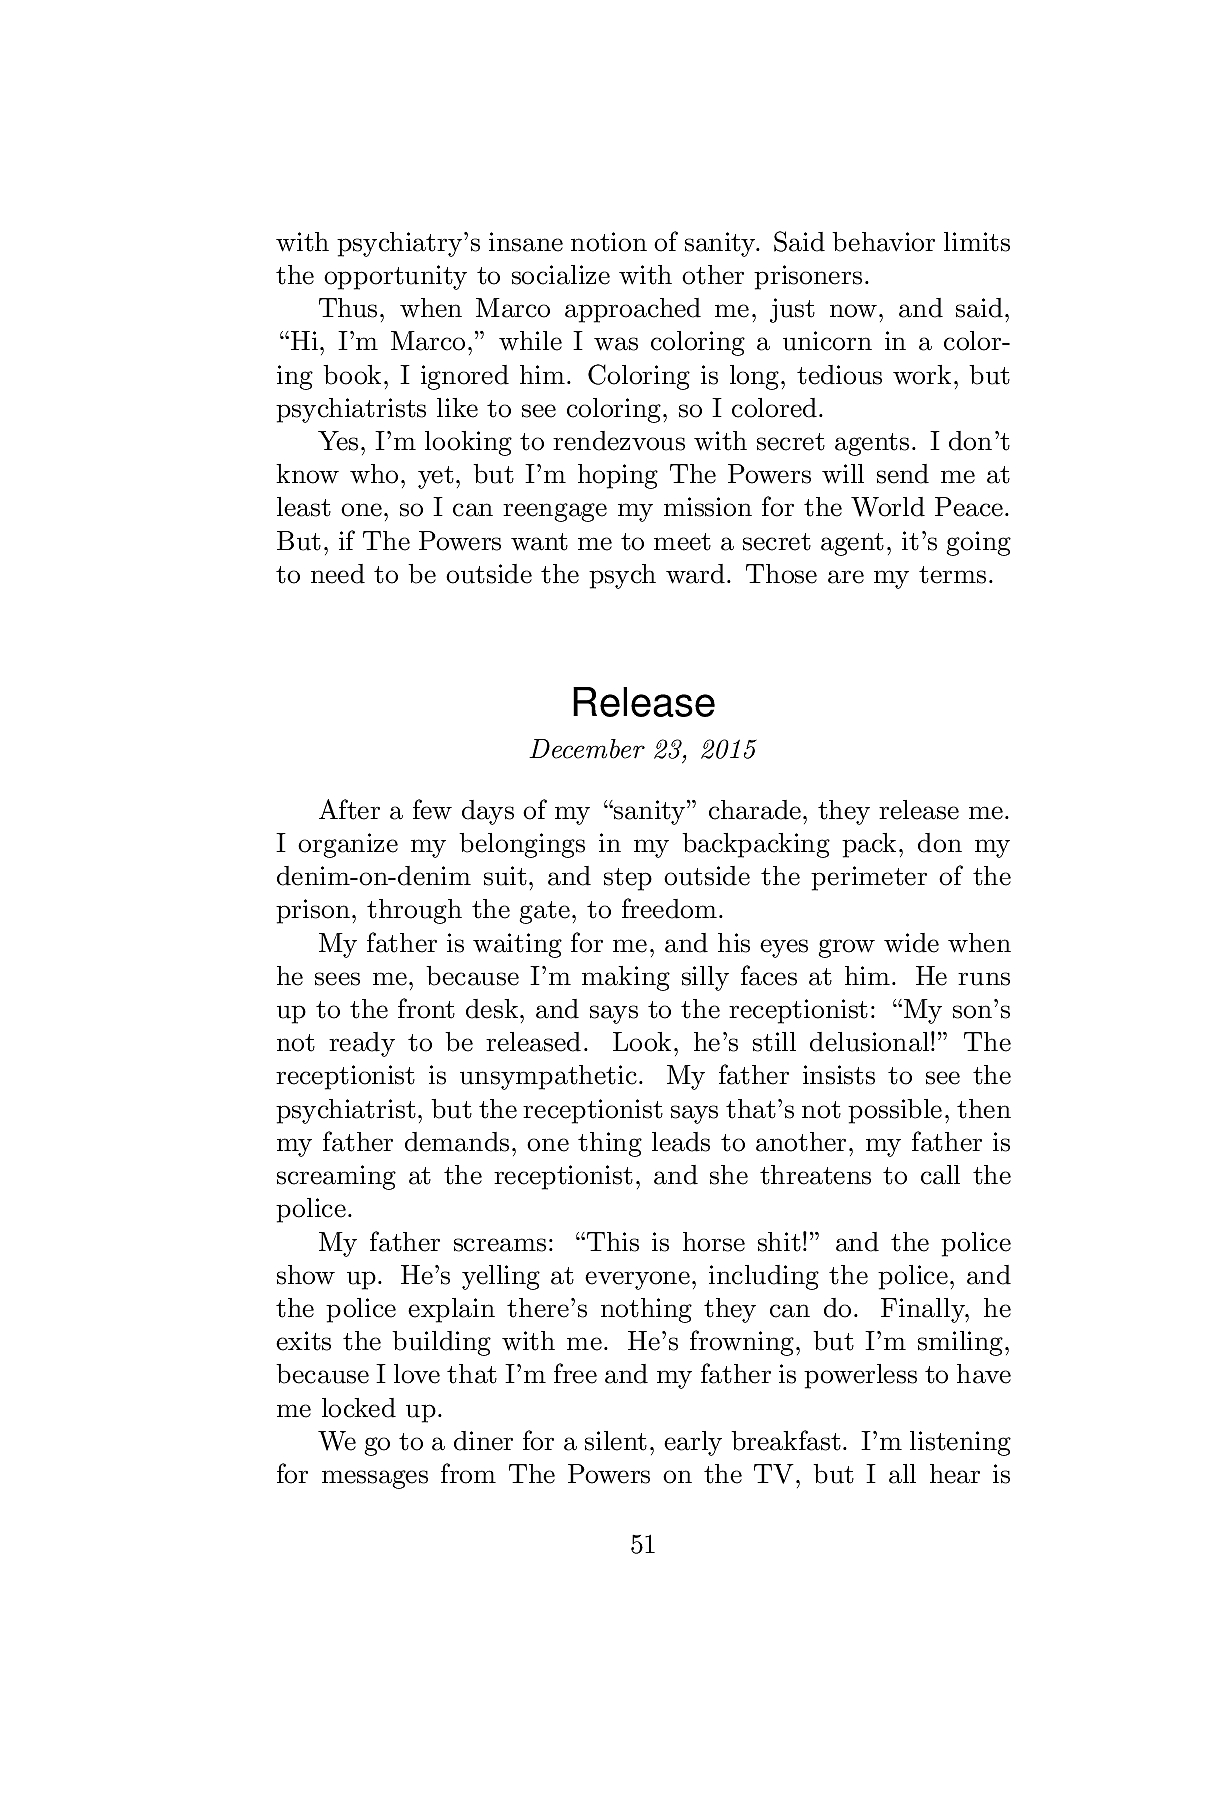 with psychiatry’s insane notion of sanity. Said behavior limits
the opportunity to socialize with other prisoners.
Thus, when Marco approached me, just now, and said,
“Hi, I’m Marco,” while I was coloring a unicorn in a color-
ing book, I ignored him. Coloring is long, tedious work, but
psychiatrists like to see coloring, so I colored.
Yes, I’m looking to rendezvous with secret agents. I don’t
know who, yet, but I’m hoping The Powers will send me at
least one, so I can reengage my mission for the World Peace.
But, if The Powers want me to meet a secret agent, it’s going
to need to be outside the psych ward. Those are my terms.
Release
December 23, 2015
After a few days of my “sanity” charade, they release me.
I organize my belongings in my backpacking pack, don my
denim-on-denim suit, and step outside the perimeter of the
prison, through the gate, to freedom.
My father is waiting for me, and his eyes grow wide when
he sees me, because I’m making silly faces at him. He runs
up to the front desk, and says to the receptionist: “My son’s
not ready to be released. Look, he’s still delusional!” The
receptionist is unsympathetic. My father insists to see the
psychiatrist, but the receptionist says that’s not possible, then
my father demands, one thing leads to another, my father is
screaming at the receptionist, and she threatens to call the
police.
My father screams: “This is horse shit!” and the police
show up. He’s yelling at everyone, including the police, and
the police explain there’s nothing they can do. Finally, he
exits the building with me. He’s frowning, but I’m smiling,
because I love that I’m free and my father is powerless to have
me locked up.
We go to a diner for a silent, early breakfast. I’m listening
for messages from The Powers on the TV, but I all hear is
51